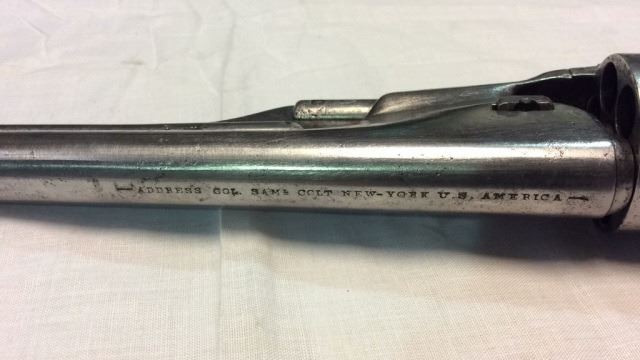 ADDRESS COL. SAMˡ COLT NEW-YORK U.S. AMERICA